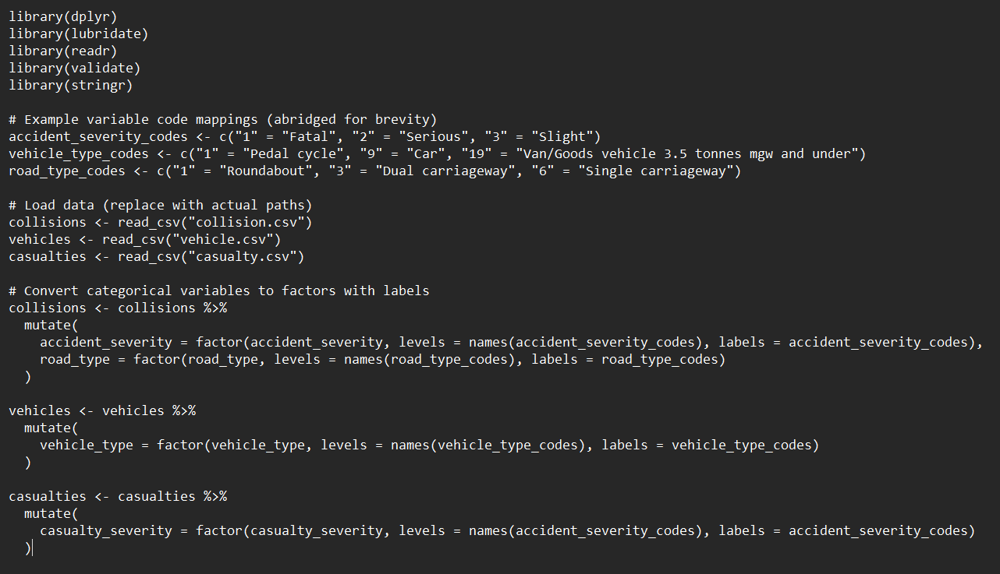 library(dplyr)
library(lubridate)
library(readr)
library(validate)
library(stringr)

# Example variable code mappings (abridged for brevity)
accident_severity_codes <- c("1" = "Fatal", "2" = "Serious", "3" = "Slight")
vehicle_type_codes <- c("1" = "Pedal cycle", "9" = "Car", "19" = "Van/Goods vehicle 3.5 tonnes mgw and under")
road_type_codes <- c("1" = "Roundabout", "3" = "Dual carriageway", "6" = "Single carriageway")

# Load data (replace with actual paths)
collisions <- read_csv("collision.csv")
vehicles <- read_csv("vehicle.csv")
casualties <- read_csv("casualty.csv")

# Convert categorical variables to factors with labels
collisions <- collisions %>%
  mutate(
    accident_severity = factor(accident_severity, levels = names(accident_severity_codes), labels = accident_severity_codes),
    road_type = factor(road_type, levels = names(road_type_codes), labels = road_type_codes)
  )

vehicles <- vehicles %>%
  mutate(
    vehicle_type = factor(vehicle_type, levels = names(vehicle_type_codes), labels = vehicle_type_codes)
  )

casualties <- casualties %>%
  mutate(
    casualty_severity = factor(casualty_severity, levels = names(accident_severity_codes), labels = accident_severity_codes)
  )